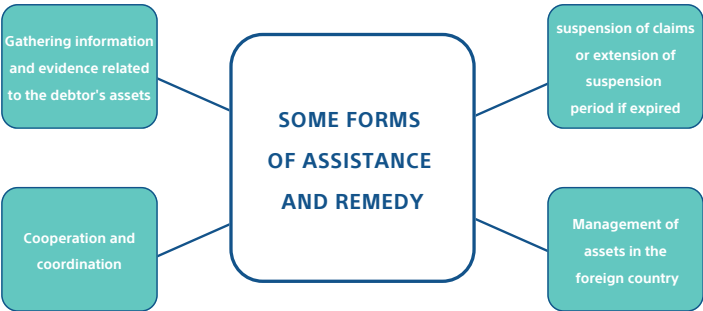 Gathering information
and evidence related
to the debtor's assets
suspension of claims
or extension of
suspension
period if expired
SOME FORMS
OF ASSISTANCE
AND REMEDY
Cooperation and
coordination
Management of
assets in the
foreign country